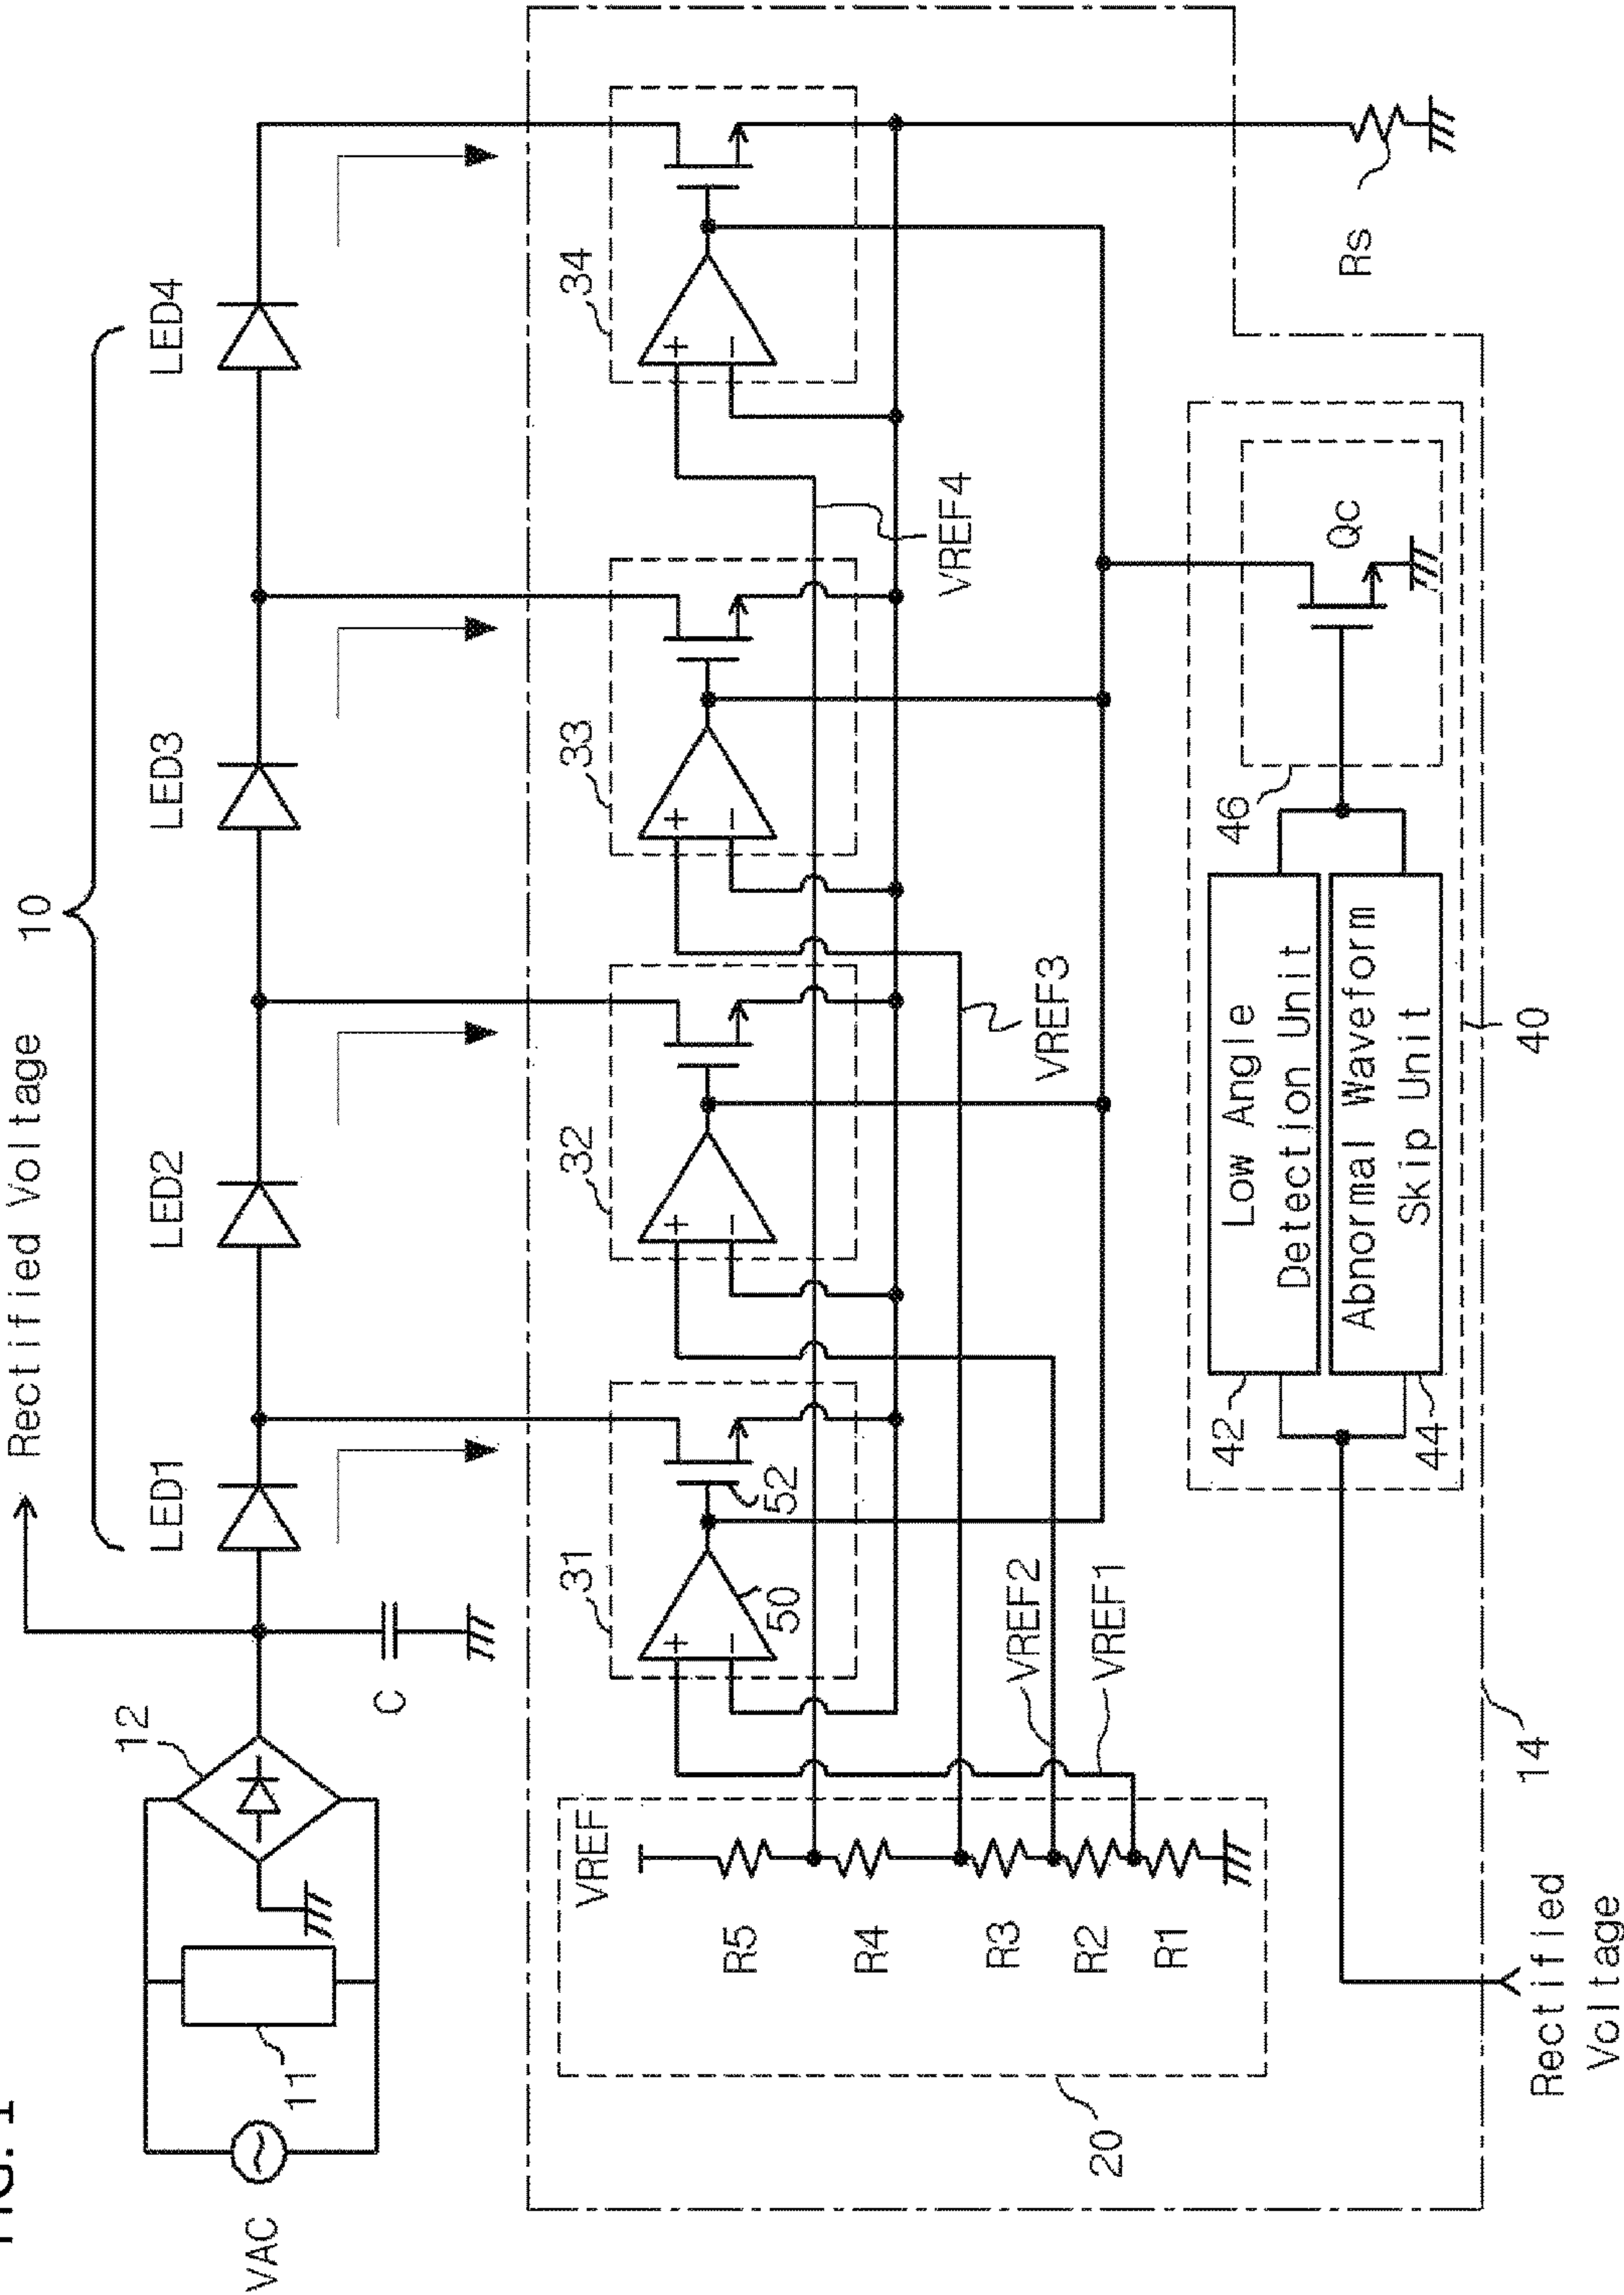 FIG. 1
Rectified Voltage
10
LED1
LED2
LED3
LED4
VAC
11
12
C
31
32
33
34
50
52
VREF
R5
R4
R3
R2
R1
20
VREF1
VREF2
VREF3
VREF4
Rs
Low Angle
Detection Unit
Abnormal Waveform
Skip Unit
42
44
46
Qc
40
14
Rectified
Voltage